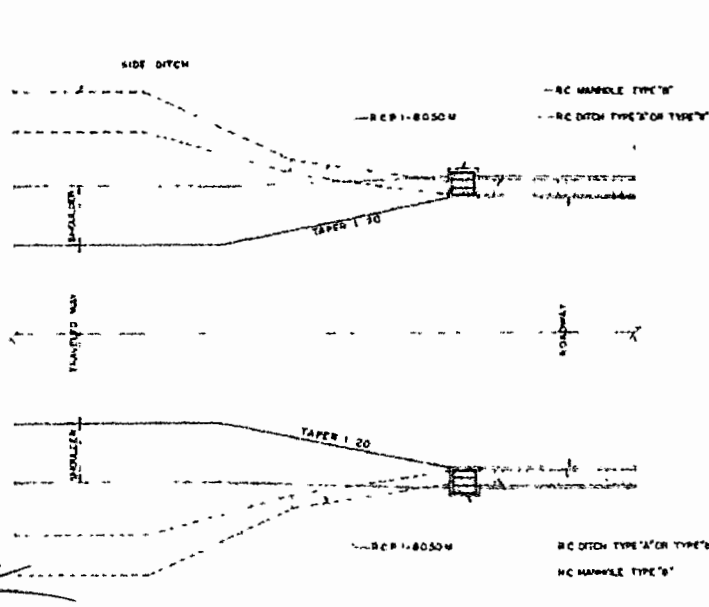 SIDE DITCH
RC MANHOLE TYPE "B"
RC DITCH TYPE "A" OR TYPE "B"
SHOULDER
TAPER 1:20
TRAVELED WAY
ROADWAY
TAPER 1:20
SHOULDER
RC DITCH TYPE "A" OR TYPE "B"
RC MANHOLE TYPE "B"